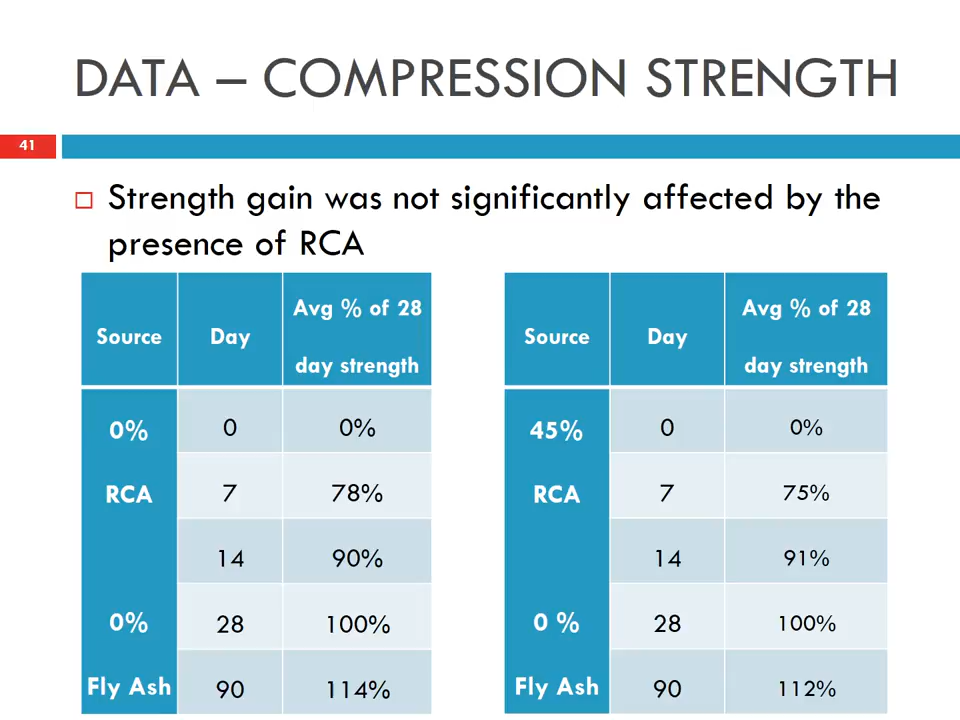 DATA – COMPRESSION STRENGTH
41
Strength gain was not significantly affected by the
presence of RCA
Source Day Avg % of 28
day strength
0% 0 0%
RCA 7 78%
14 90%
0% 28 100%
Fly Ash 90 114%
Source Day Avg % of 28
day strength
45% 0 0%
RCA 7 75%
14 91%
0 % 28 100%
Fly Ash 90 112%